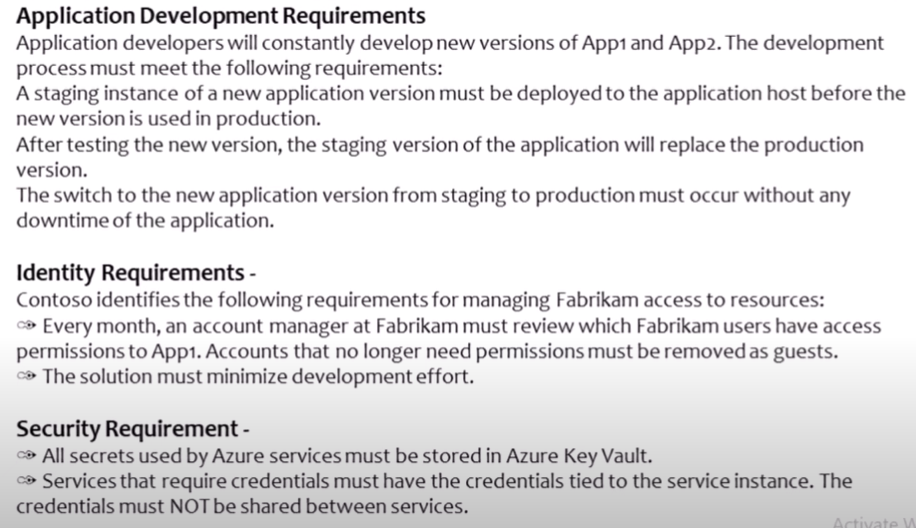 Application Development Requirements
Application developers will constantly develop new versions of App1 and App2. The development
process must meet the following requirements:
A staging instance of a new application version must be deployed to the application host before the
new version is used in production.
After testing the new version, the staging version of the application will replace the production
version.
The switch to the new application version from staging to production must occur without any
downtime of the application.
Identity Requirements -
Contoso identifies the following requirements for managing Fabrikam access to resources:
Every month, an account manager at Fabrikam must review which Fabrikam users have access
permissions to App1. Accounts that no longer need permissions must be removed as guests.
The solution must minimize development effort.
Security Requirement -
All secrets used by Azure services must be stored in Azure Key Vault.
Services that require credentials must have the credentials tied to the service instance. The
credentials must NOT be shared between services.
Activate W